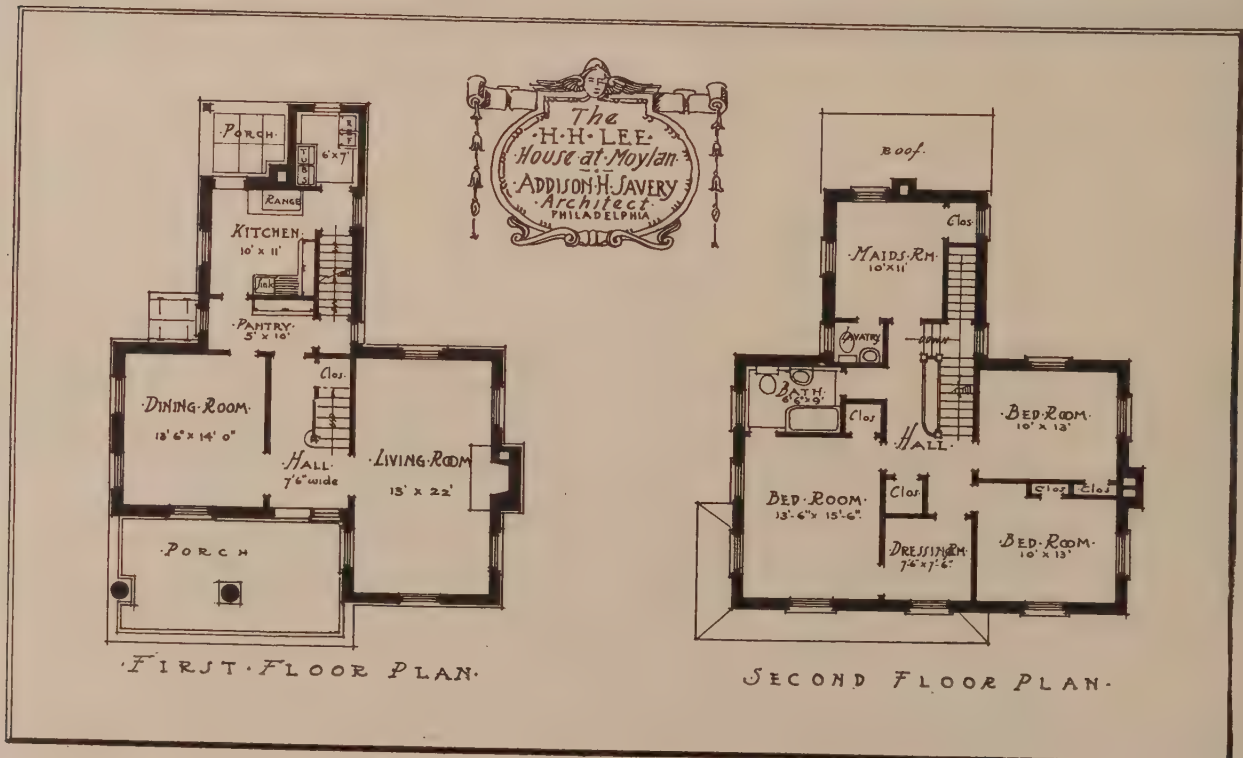 The
·H·H·LEE·
House·at·Moylan
·ADDISON·H·SAVERY·
·Architect·
PHILADELPHIA
·PORCH·
6'x7'
REF
TUBS
RANGE
KITCHEN
10' x 11'
Sink
·PANTRY·
5' x 10'
Clos·
·DINING·ROOM·
13' 6" x 14' 0"
·HALL·
7'6" wide
·LIVING·ROOM·
13' x 22'
·PORCH
·FIRST·FLOOR PLAN·
Roof·
Clos·
·MAIDS·RM·
10'x11'
LAVATRY
DOWN
·BATH·
6'6"x9'
Clos
·HALL·
·BED·ROOM·
10' x 13'
·BED·ROOM·
13'-6" x 15'-6"
Clos·
Clos
Clos
·DRESSING·RM·
7'6" x 7'-6"
·BED·ROOM·
10' x 13'
SECOND FLOOR PLAN·